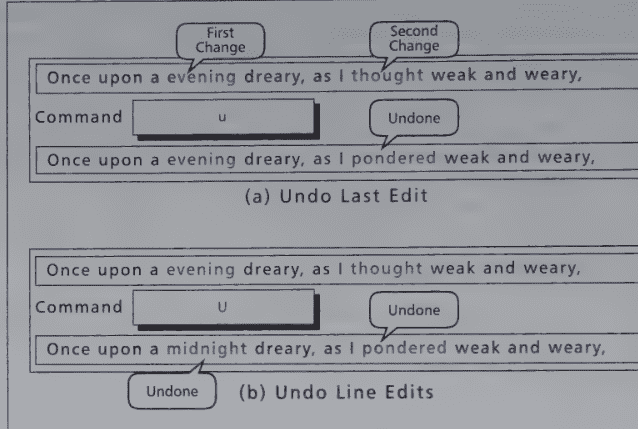 First
Change
Second
Change
Once upon a evening dreary, as I thought weak and weary,
Command
u
Undone
Once upon a evening dreary, as I pondered weak and weary,
(a) Undo Last Edit
Once upon a evening dreary, as I thought weak and weary,
Command
U
Undone
Once upon a midnight dreary, as I pondered weak and weary,
Undone
(b) Undo Line Edits